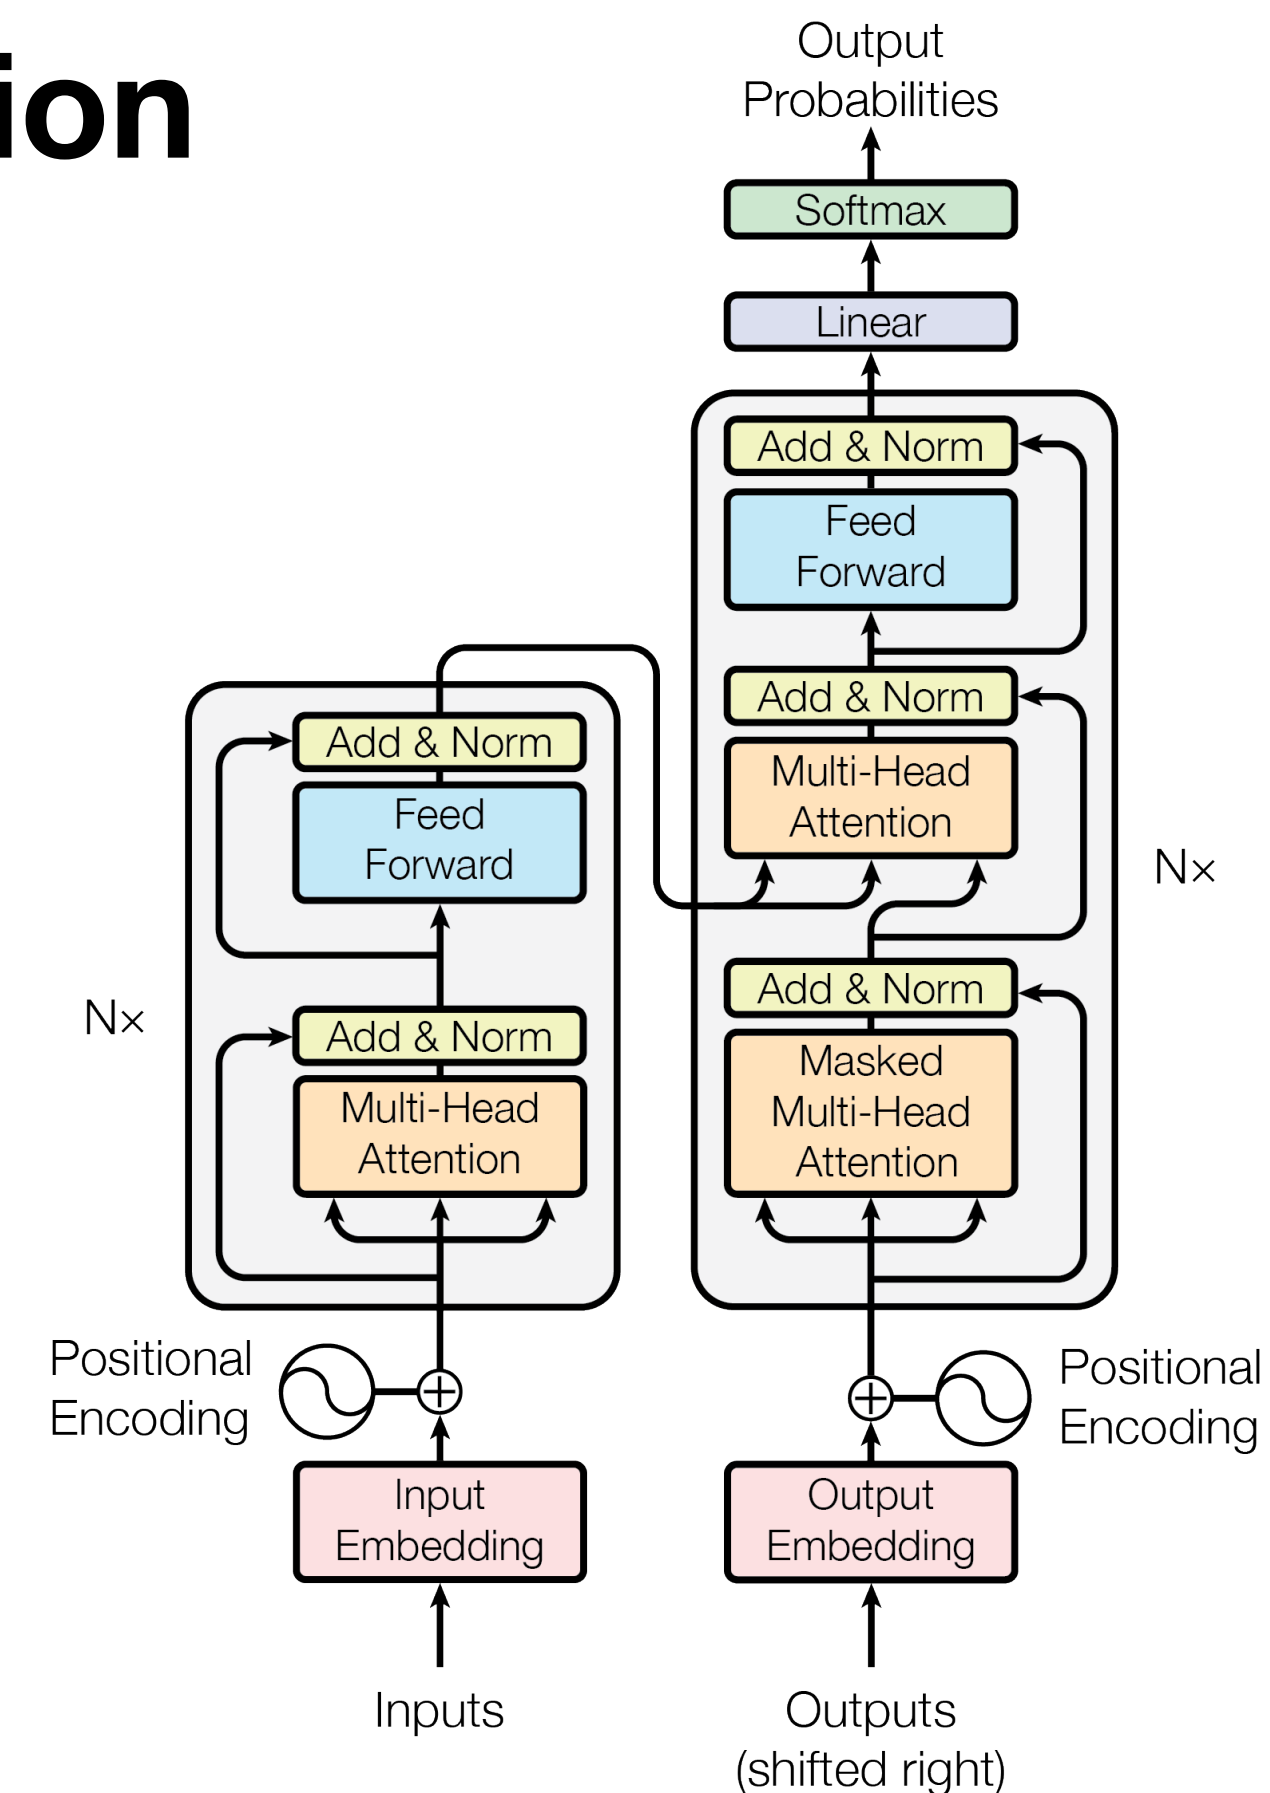 ion
Output
Probabilities
Softmax
Linear
Add & Norm
Feed
Forward
Add & Norm
Multi-Head
Attention
N×
Add & Norm
Masked
Multi-Head
Attention
Add & Norm
Feed
Forward
N×
Add & Norm
Multi-Head
Attention
Positional
Encoding
Positional
Encoding
Input
Embedding
Output
Embedding
Inputs
Outputs
(shifted right)